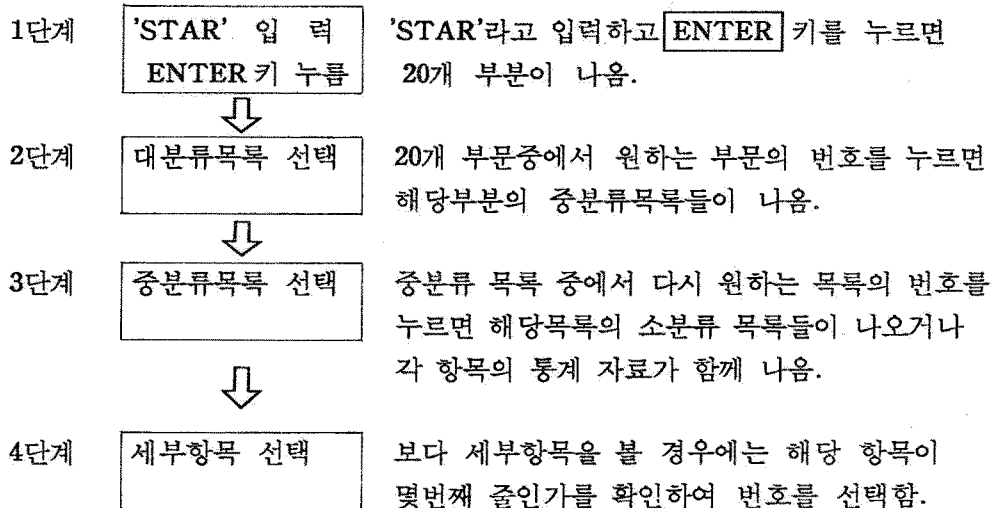 1단계 'STAR' 입 력 'STAR'라고 입력하고 ENTER 키를 누르면
ENTER 키 누름 20개 부분이 나옴.
2단계 대분류목록 선택 20개 부문중에서 원하는 부문의 번호를 누르면
해당부분의 중분류목록들이 나옴.
3단계 중분류목록 선택 중분류 목록 중에서 다시 원하는 목록의 번호를
누르면 해당목록의 소분류 목록들이 나오거나
각 항목의 통계 자료가 함께 나옴.
4단계 세부항목 선택 보다 세부항목을 볼 경우에는 해당 항목이
몇번째 줄인가를 확인하여 번호를 선택함.